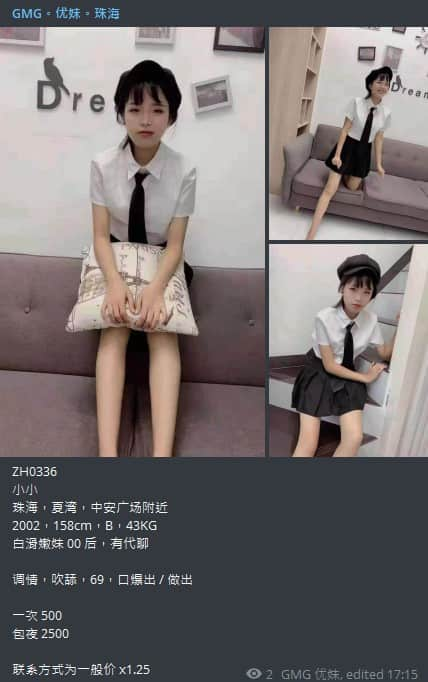 GMG。优妹。珠海
Dre
Dream
ZH0336
小小
珠海，夏湾，中安广场附近
2002，158cm，B，43KG
白滑嫩妹 00 后，有代聊
调情，吹舔，69，口爆出 / 做出
一次 500
包夜 2500
联系方式为一般价 x1.25
2 GMG 优妹, edited 17:15